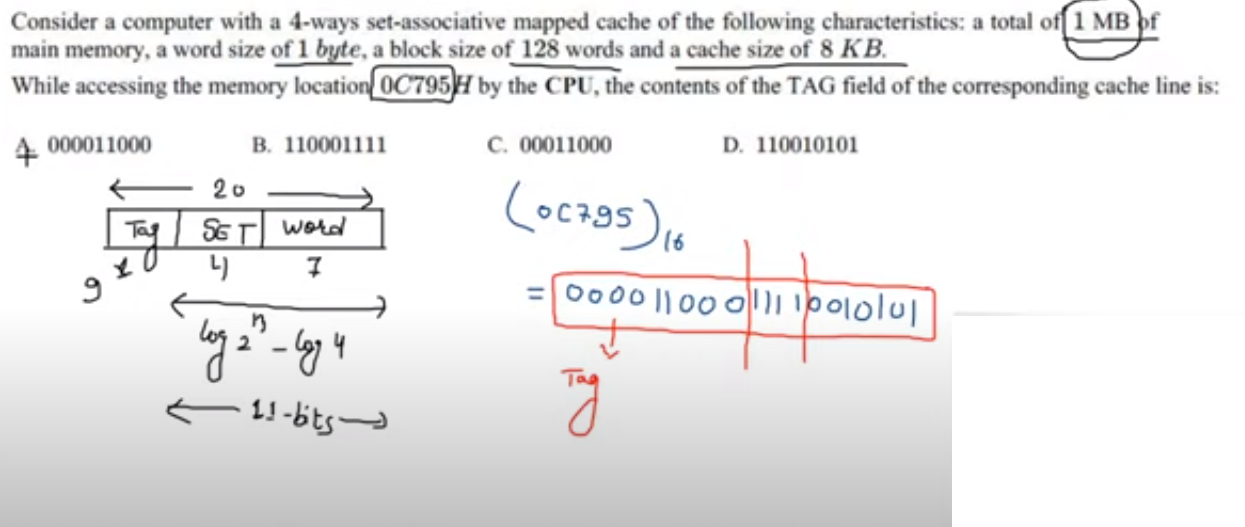 Consider a computer with a 4-ways set-associative mapped cache of the following characteristics: a total of 1 MB of
main memory, a word size of 1 byte, a block size of 128 words and a cache size of 8 KB.
While accessing the memory location 0C795H by the CPU, the contents of the TAG field of the corresponding cache line is:
A. 000011000 B. 110001111 C. 00011000 D. 110010101
20
Tag SET word
9 4 7
log 2^13 - log 4
11-bits
(0C795)16
= 00001100011110010101
Tag